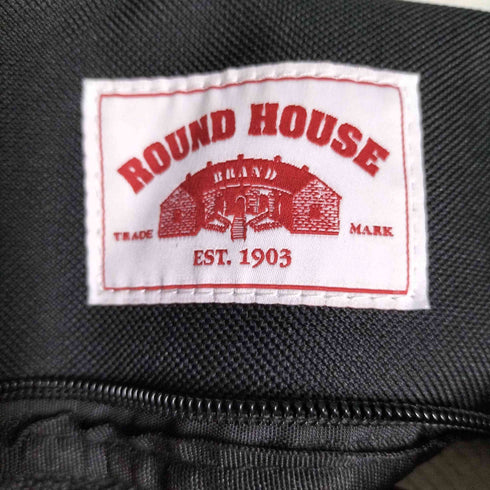 ROUND HOUSE
BRAND
TRADE MARK
EST. 1903